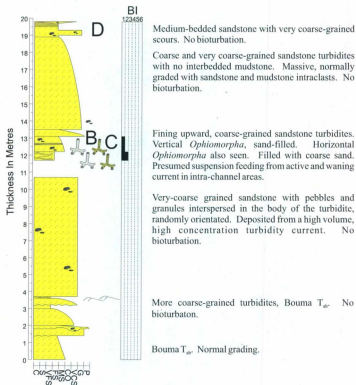 BI
123456
20
19
18
17
16
15
14
13
12
11
10
9
8
7
6
5
4
3
2
1
0
Thickness In Metres
D
B
C
Medium-bedded sandstone with very coarse-grained
scours. No bioturbation.
Coarse and very coarse-grained sandstone turbidites
with no interbedded mudstone. Massive, normally
graded with sandstone and mudstone intraclasts. No
bioturbation.
Fining upward, coarse-grained sandstone turbidites.
Vertical Ophiomorpha, sand-filled. Horizontal
Ophiomorpha also seen. Filled with coarse sand.
Presumed suspension feeding from active and waning
current in intra-channel areas.
Very-coarse grained sandstone with pebbles and
granules interspersed in the body of the turbidite,
randomly orientated. Deposited from a high volume,
high concentration turbidity current. No
bioturbation.
More coarse-grained turbidites, Bouma T
No
bioturbaton.
Bouma T
Normal grading.